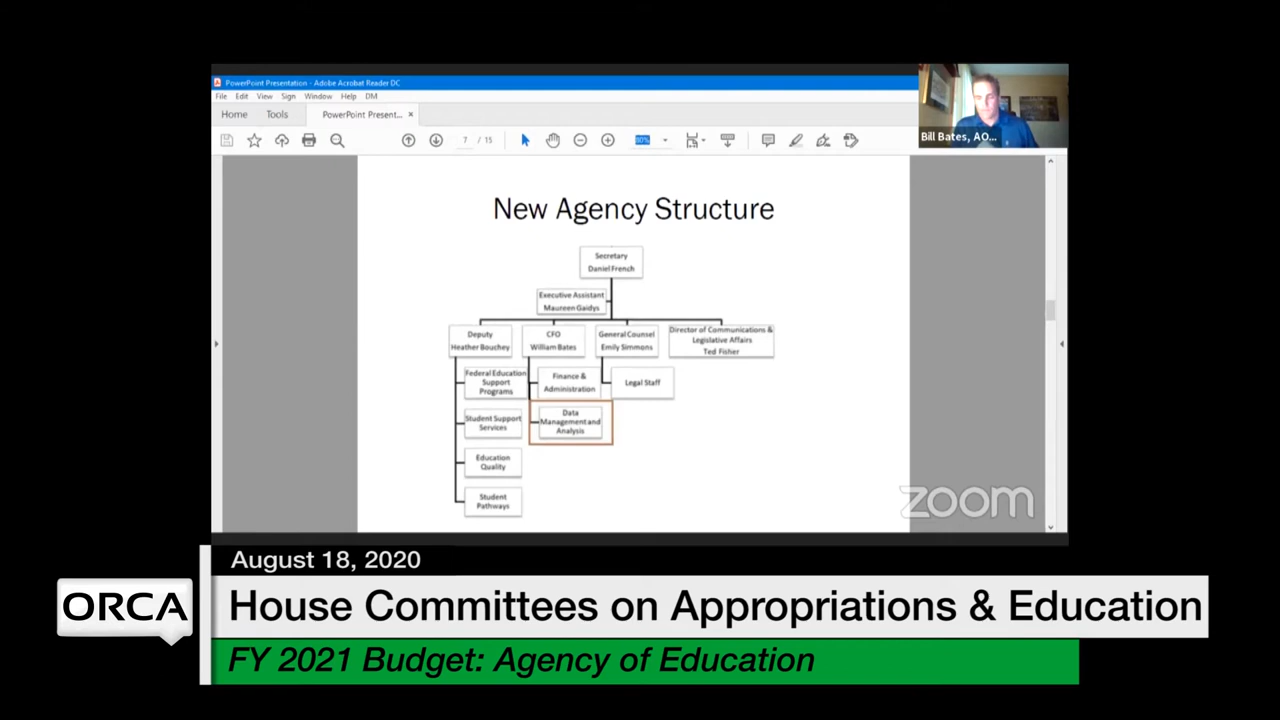 PowerPoint Presentation - Adobe Acrobat Reader DC
File Edit View Sign Window Help DM
Home Tools PowerPoint Present... ×
7 / 15
80%
Bill Bates, AO...
New Agency Structure
Secretary
Daniel French
Executive Assistant
Maureen Gaidys
Deputy
Heather Bouchey
CFO
William Bates
General Counsel
Emily Simmons
Director of Communications &
Legislative Affairs
Ted Fisher
Federal Education
Support
Programs
Finance &
Administration
Legal Staff
Student Support
Services
Data
Management and
Analysis
Education
Quality
Student
Pathways
zoom
August 18, 2020
ORCA
House Committees on Appropriations & Education
FY 2021 Budget: Agency of Education